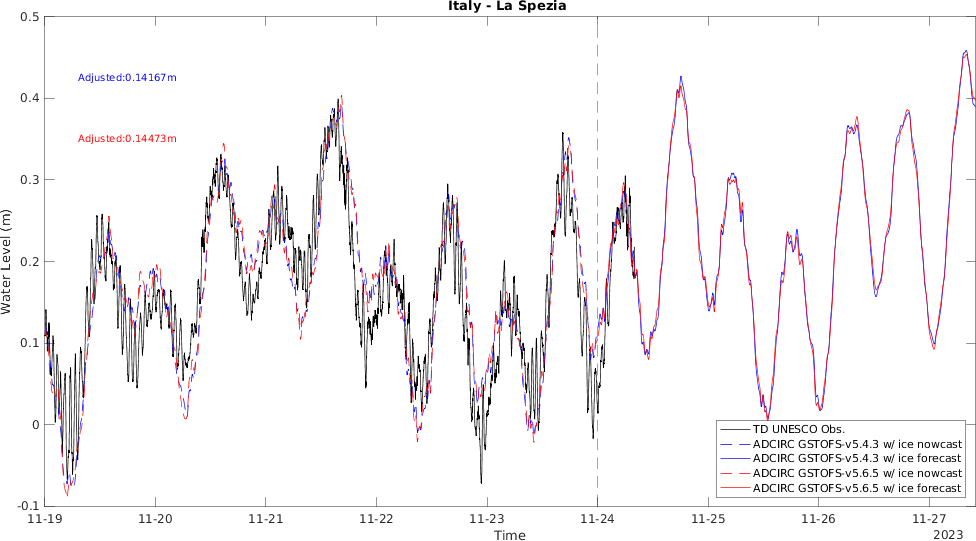 Italy - La Spezia
Water Level (m)
0.5
0.4
0.3
0.2
0.1
0
-0.1
Adjusted:0.14167m
Adjusted:0.14473m
TD UNESCO Obs.
ADCIRC GSTOFS-v5.4.3 w/ ice nowcast
ADCIRC GSTOFS-v5.4.3 w/ ice forecast
ADCIRC GSTOFS-v5.6.5 w/ ice nowcast
ADCIRC GSTOFS-v5.6.5 w/ ice forecast
11-19 11-20 11-21 11-22 11-23 11-24 11-25 11-26 11-27
Time
2023